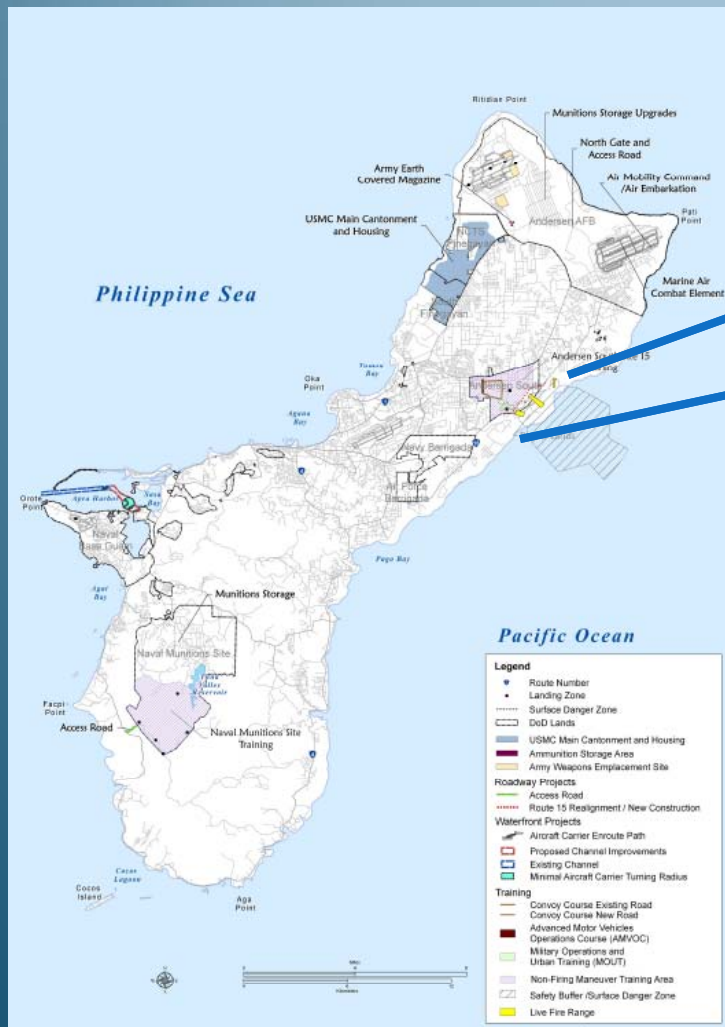 Ritidian Point
Munitions Storage Upgrades
North Gate and
Access Road
Army Earth
Covered Magazine
Air Mobility Command
/Air Embarkation
USMC Main Cantonment
and Housing
NCTS
Andersen AFB
Pati
Point
Marine Air
Combat Element
Philippine Sea
Andersen South
Oka
Point
Tumon
Bay
Agana
Bay
Navy Barrigada
Air Force
Barrigada
Orote
Point
Apra Harbor
Sasa
Bay
Naval
Base Guam
Pago Bay
Agat
Bay
Munitions Storage
Naval Munitions Site
Fena
Valley
Reservoir
Facpi-
Point
Access Road
Naval Munitions Site
Training
Cocos
Lagoon
Cocos
Island
Aga
Point
Pacific Ocean
Legend
Route Number
Landing Zone
Surface Danger Zone
DoD Lands
USMC Main Cantonment and Housing
Ammunition Storage Area
Army Weapons Emplacement Site
Roadway Projects
Access Road
Route 15 Realignment / New Construction
Waterfront Projects
Aircraft Carrier Enroute Path
Proposed Channel Improvements
Existing Channel
Minimal Aircraft Carrier Turning Radius
Training
Convoy Course Existing Road
Convoy Course New Road
Advanced Motor Vehicles
Operations Course (AMVOC)
Military Operations and
Urban Training (MOUT)
Non-Firing Maneuver Training Area
Safety Buffer /Surface Danger Zone
Live Fire Range